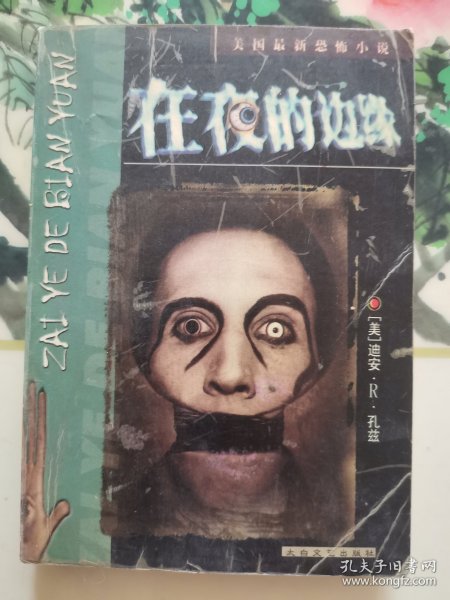 美国最新恐怖小说
在夜的边缘
ZAI YE DE BIAN YUAN
[美]迪安·R·孔兹
太白文艺出版社
孔夫子旧书网
www.kongfz.com